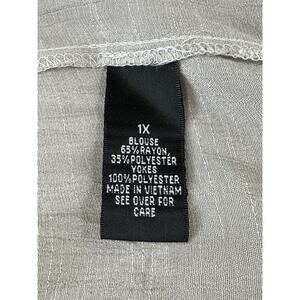 1X
BLOUSE
65%RAYON,
35%POLYESTER
YOKES
100%POLYESTER
MADE IN VIETNAM
SEE OVER FOR
CARE